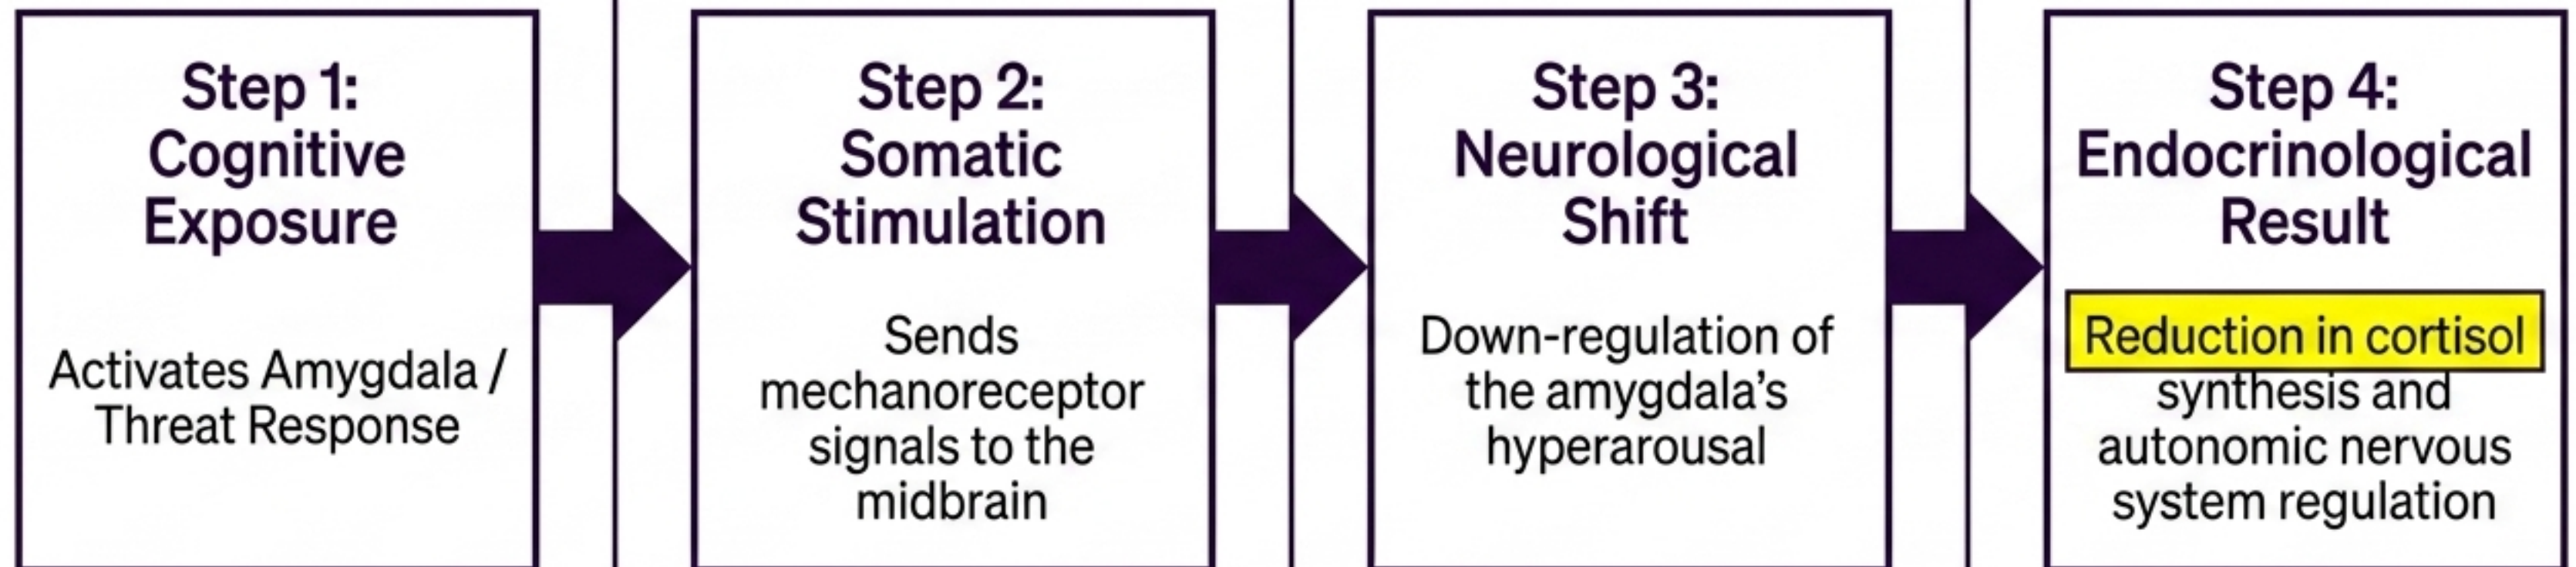 Step 1:
Cognitive
Exposure
Activates Amygdala /
Threat Response
Step 2:
Somatic
Stimulation
Sends
mechanoreceptor
signals to the
midbrain
Step 3:
Neurological
Shift
Down-regulation of
the amygdala’s
hyperarousal
Step 4:
Endocrinological
Result
Reduction in cortisol
synthesis and
autonomic nervous
system regulation